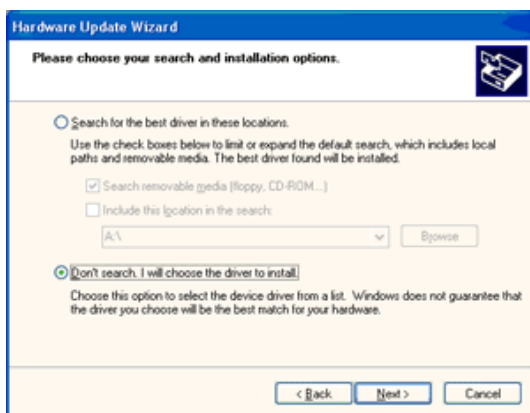 Hardware Update Wizard
Please choose your search and installation options.
Search for the best driver in these locations.
Use the check boxes below to limit or expand the default search, which includes local
paths and removable media. The best driver found will be installed.
Search removable media (floppy, CD-ROM...)
Include this location in the search:
A:\
Browse
Don't search. I will choose the driver to install.
Choose this option to select the device driver from a list. Windows does not guarantee that
the driver you choose will be the best match for your hardware.
< Back Next > Cancel